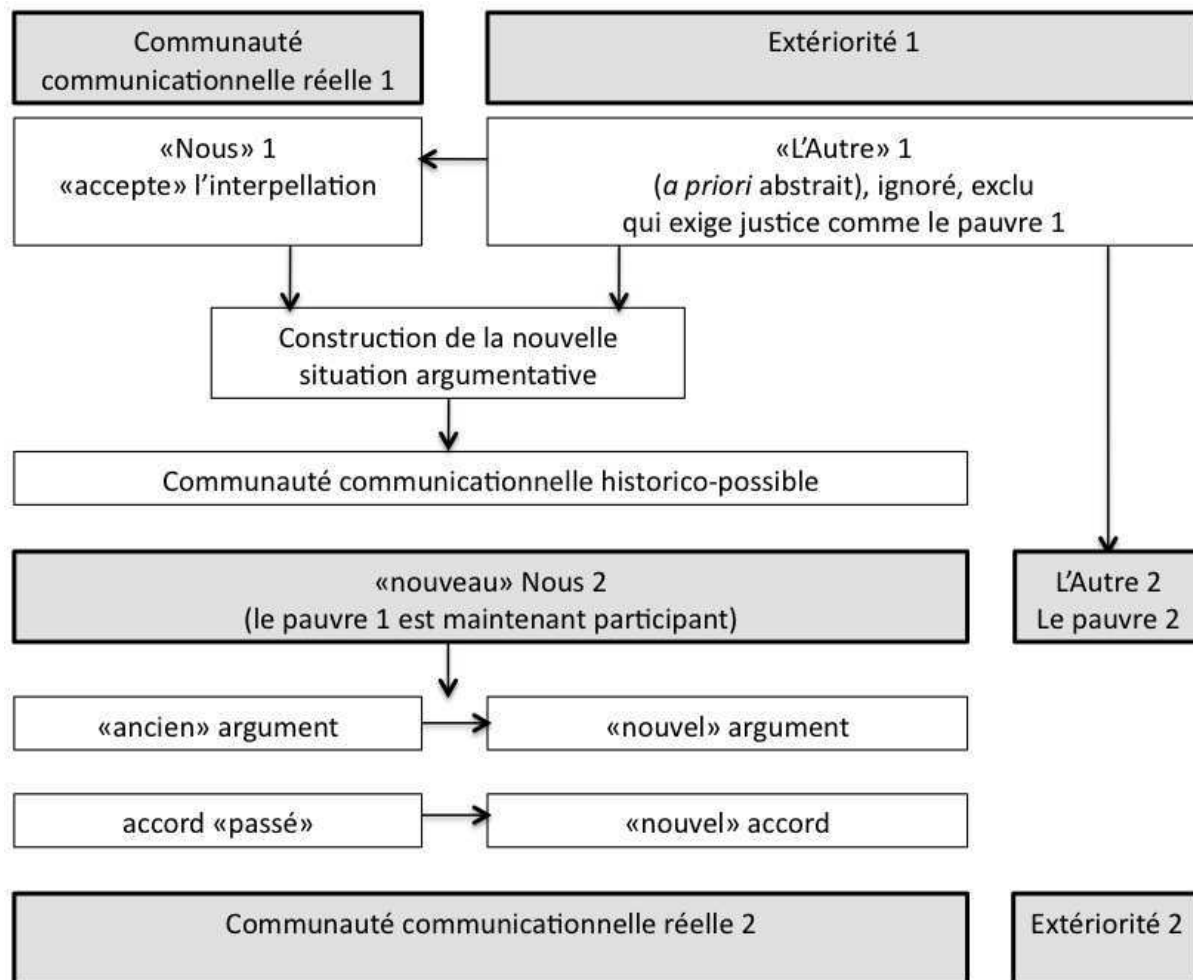 Communauté
communicationnelle réelle 1
Extériorité 1
«Nous» 1
«accepte» l’interpellation
«L’Autre» 1
(a priori abstrait), ignoré, exclu
qui exige justice comme le pauvre 1
Construction de la nouvelle
situation argumentative
Communauté communicationnelle historico-possible
«nouveau» Nous 2
(le pauvre 1 est maintenant participant)
L’Autre 2
Le pauvre 2
«ancien» argument
«nouvel» argument
accord «passé»
«nouvel» accord
Communauté communicationnelle réelle 2
Extériorité 2